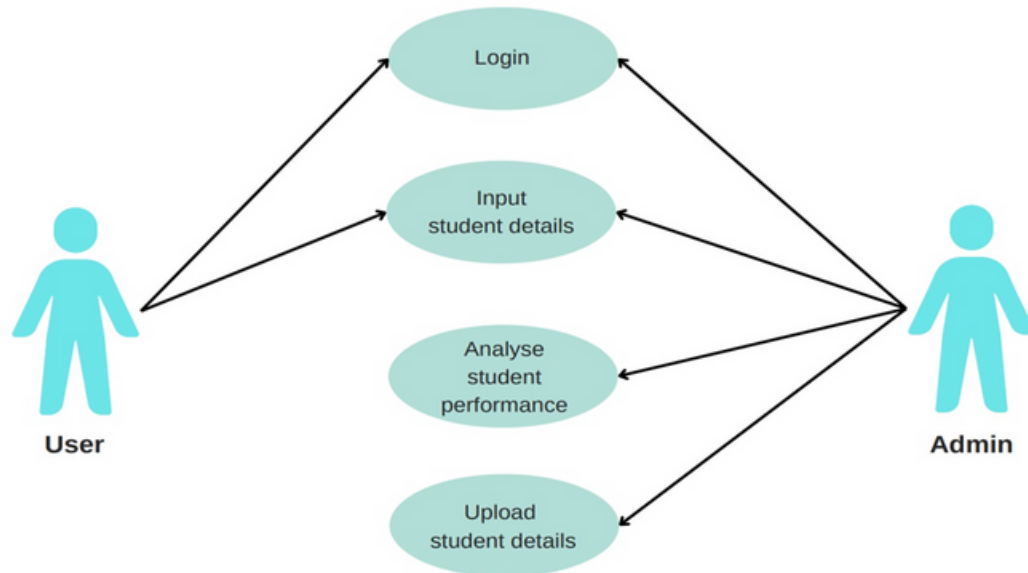 Login
Input
student details
Analyse
student
performance
User
Admin
Upload
student details